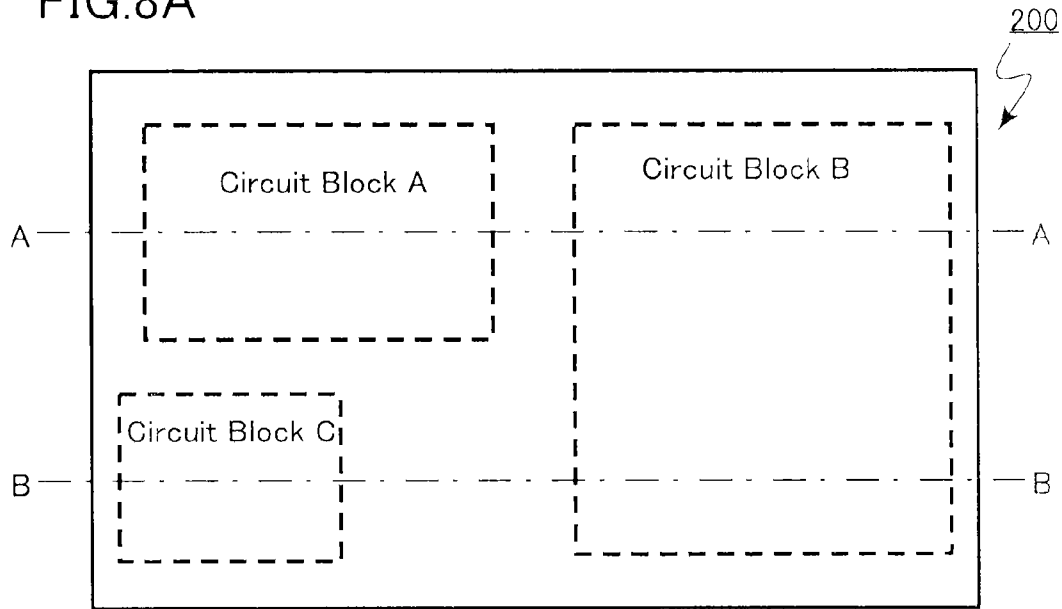 FIG.8A
200
Circuit Block A
Circuit Block B
A
A
Circuit Block C
B
B